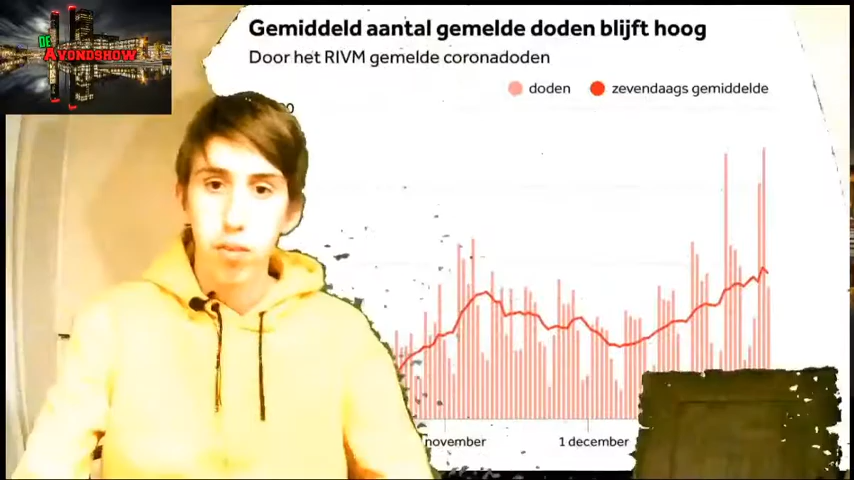 DE
AVONDSHOW
Gemiddeld aantal gemelde doden blijft hoog
Door het RIVM gemelde coronadoden
doden
zevendaags gemiddelde
november
1 december